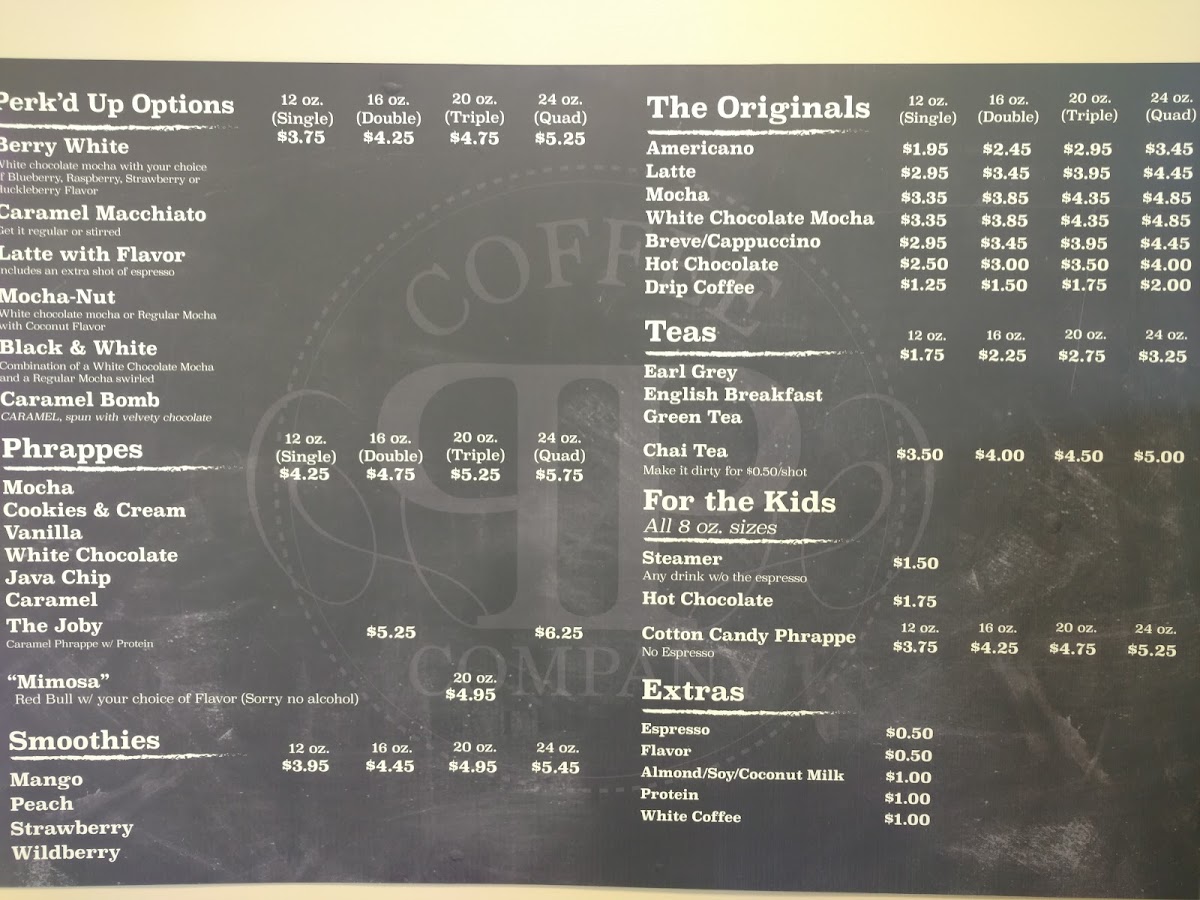 Perk'd Up Options
12 oz. 16 oz. 20 oz. 24 oz.
(Single) (Double) (Triple) (Quad)
$3.75 $4.25 $4.75 $5.25
Berry White
White chocolate mocha with your choice
of Blueberry, Raspberry, Strawberry or
Huckleberry Flavor
Caramel Macchiato
Get it regular or stirred
Latte with Flavor
Includes an extra shot of espresso
Mocha-Nut
White chocolate mocha or Regular Mocha
with Coconut Flavor
Black & White
Combination of a White Chocolate Mocha
and a Regular Mocha swirled
Caramel Bomb
CARAMEL, spun with velvety chocolate
Phrappes
12 oz. 16 oz. 20 oz. 24 oz.
(Single) (Double) (Triple) (Quad)
$4.25 $4.75 $5.25 $5.75
Mocha
Cookies & Cream
Vanilla
White Chocolate
Java Chip
Caramel
The Joby $5.25 $6.25
Caramel Phrappe w/ Protein
"Mimosa" 20 oz.
Red Bull w/ your choice of Flavor (Sorry no alcohol) $4.95
Smoothies
12 oz. 16 oz. 20 oz. 24 oz.
$3.95 $4.45 $4.95 $5.45
Mango
Peach
Strawberry
Wildberry
The Originals
12 oz. 16 oz. 20 oz. 24 oz.
(Single) (Double) (Triple) (Quad)
Americano $1.95 $2.45 $2.95 $3.45
Latte $2.95 $3.45 $3.95 $4.45
Mocha $3.35 $3.85 $4.35 $4.85
White Chocolate Mocha $3.35 $3.85 $4.35 $4.85
Breve/Cappuccino $2.95 $3.45 $3.95 $4.45
Hot Chocolate $2.50 $3.00 $3.50 $4.00
Drip Coffee $1.25 $1.50 $1.75 $2.00
Teas
12 oz. 16 oz. 20 oz. 24 oz.
$1.75 $2.25 $2.75 $3.25
Earl Grey
English Breakfast
Green Tea
Chai Tea $3.50 $4.00 $4.50 $5.00
Make it dirty for $0.50/shot
For the Kids
All 8 oz. sizes
Steamer $1.50
Any drink w/o the espresso
Hot Chocolate $1.75
12 oz. 16 oz. 20 oz. 24 oz.
Cotton Candy Phrappe $3.75 $4.25 $4.75 $5.25
No Espresso
Extras
Espresso $0.50
Flavor $0.50
Almond/Soy/Coconut Milk $1.00
Protein $1.00
White Coffee $1.00
COFFEE
PP
COMPANY